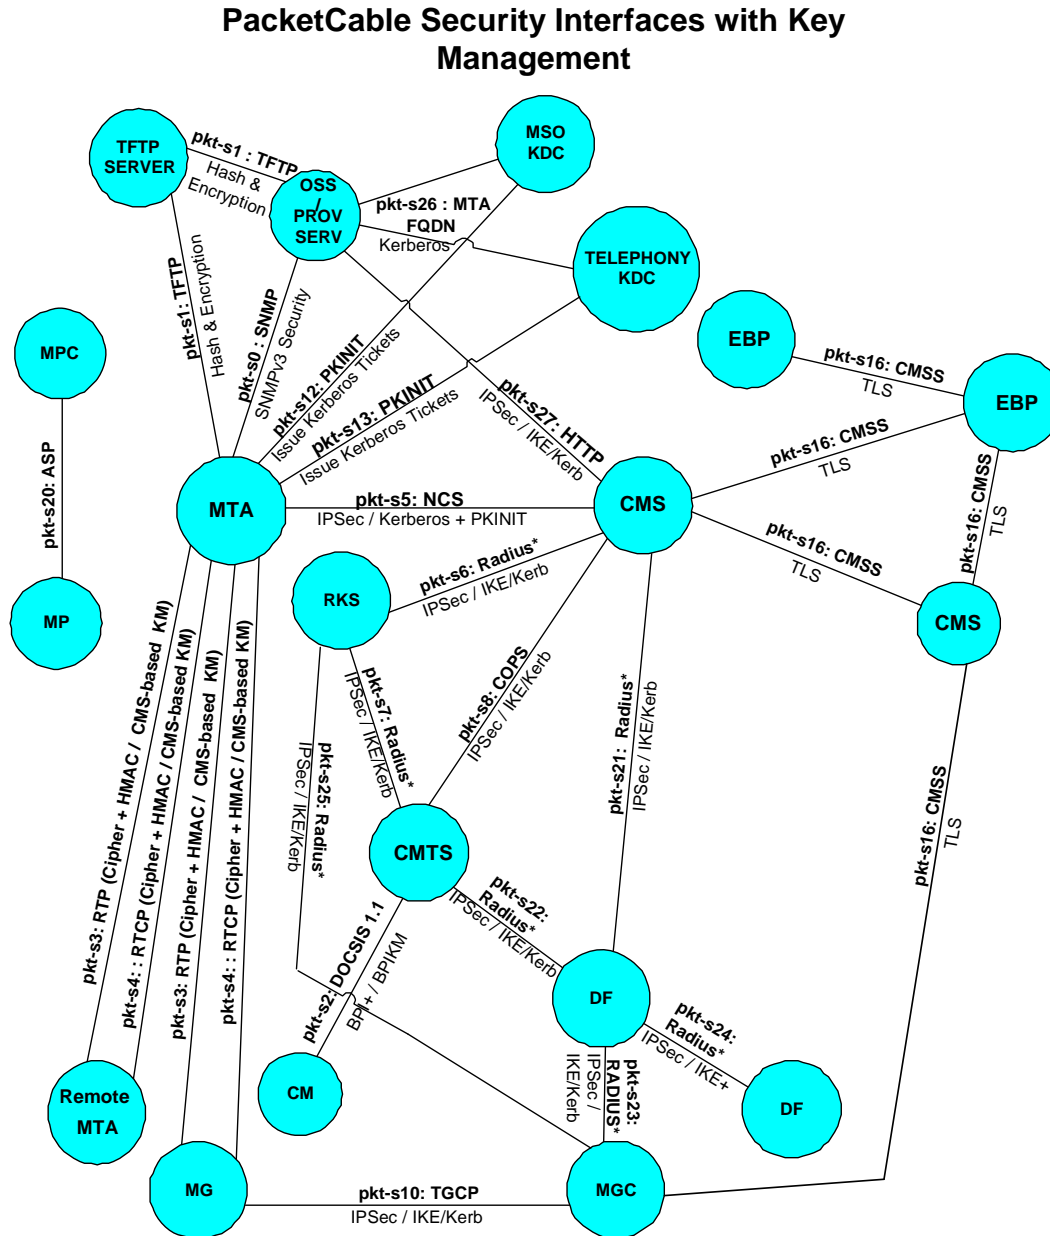 PacketCable Security Interfaces with Key
Management
TFTP
SERVER
pkt-s1 : TFTP
Hash &
Encryption
OSS
/
PROV
SERV
MSO
KDC
pkt-s26 : MTA
FQDN
Kerberos
TELEPHONY
KDC
pkt-s1: TFTP
Hash & Encryption
pkt-s0 : SNMP
SNMPv3 Security
pkt-s12: PKINIT
Issue Kerberos Tickets
pkt-s13: PKINIT
Issue Kerberos Tickets
pkt-s27: HTTP
IPSec / IKE/Kerb
MPC
pkt-s20: ASP
MP
EBP
pkt-s16: CMSS
TLS
EBP
pkt-s16: CMSS
TLS
pkt-s16: CMSS
TLS
MTA
pkt-s5: NCS
IPSec / Kerberos + PKINIT
CMS
pkt-s16: CMSS
TLS
CMS
RKS
pkt-s6: Radius*
IPSec / IKE/Kerb
pkt-s7: Radius*
IPSec / IKE/Kerb
pkt-s8: COPS
IPSec / IKE/Kerb
pkt-s21: Radius*
IPSec / IKE/Kerb
pkt-s25: Radius*
IPSec / IKE/Kerb
pkt-s16: CMSS
TLS
pkt-s3: RTP (Cipher + HMAC / CMS-based KM)
pkt-s4: : RTCP (Cipher + HMAC / CMS-based KM)
pkt-s3: RTP (Cipher + HMAC / CMS-based KM)
pkt-s4: : RTCP (Cipher + HMAC / CMS-based KM)
CMTS
pkt-s22:
Radius*
IPSec / IKE/Kerb
pkt-s2: DOCSIS 1.1
BPI+ / BPIKM
DF
pkt-s24:
Radius*
IPSec / IKE+
pkt-s23:
RADIUS*
IPSec /
IKE/Kerb
CM
DF
Remote
MTA
MG
pkt-s10: TGCP
IPSec / IKE/Kerb
MGC